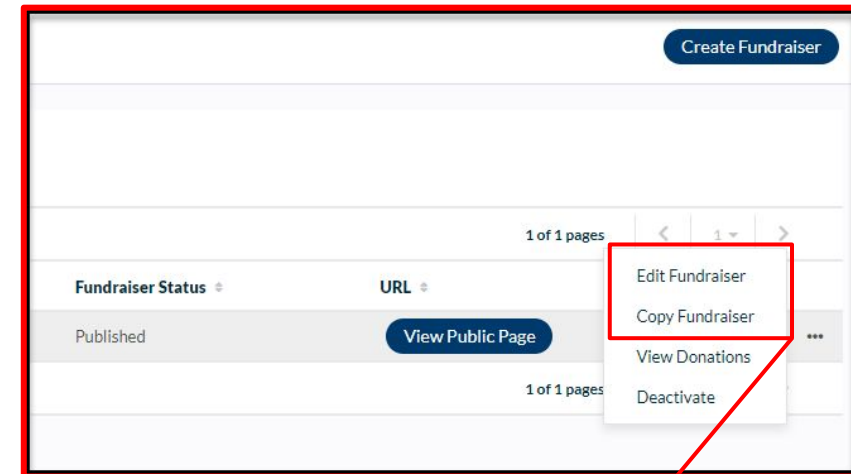 Create Fundraiser
1 of 1 pages
1
Edit Fundraiser
Fundraiser Status
URL
Copy Fundraiser
Published
View Public Page
View Donations
1 of 1 pages
Deactivate